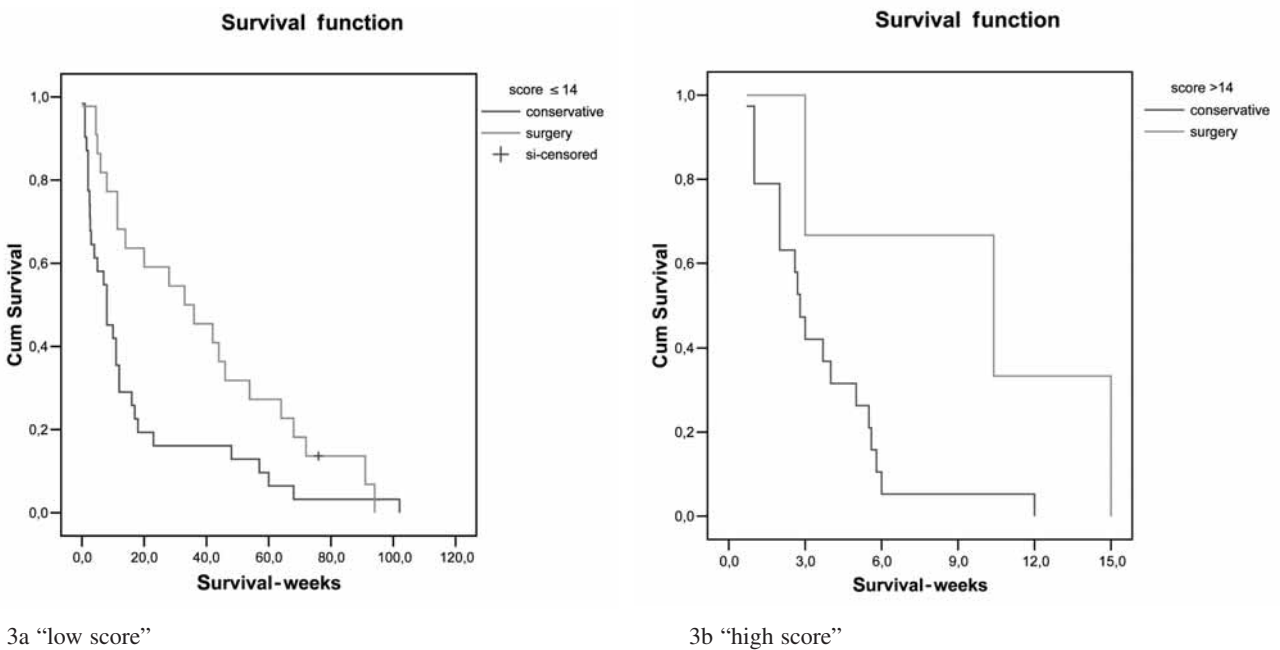 Survival function
score ≤ 14
conservative
surgery
si-censored
Cum Survival
1,0
0,8
0,6
0,4
0,2
0,0
0,0 20,0 40,0 60,0 80,0 100,0 120,0
Survival-weeks
3a “low score”
Survival function
score >14
conservative
surgery
Cum Survival
1,0
0,8
0,6
0,4
0,2
0,0
0,0 3,0 6,0 9,0 12,0 15,0
Survival-weeks
3b “high score”